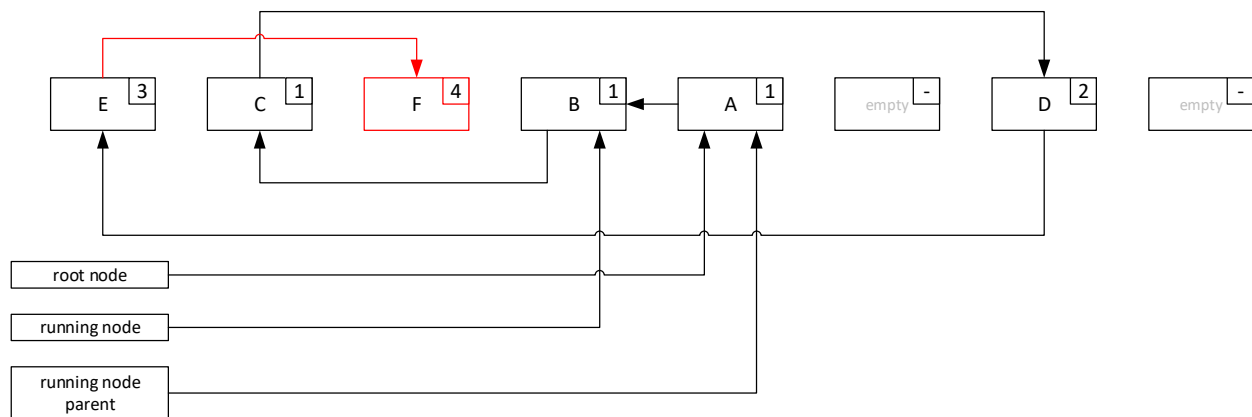 E 3
C 1
F 4
B 1
A 1
empty -
D 2
empty -
root node
running node
running node
parent